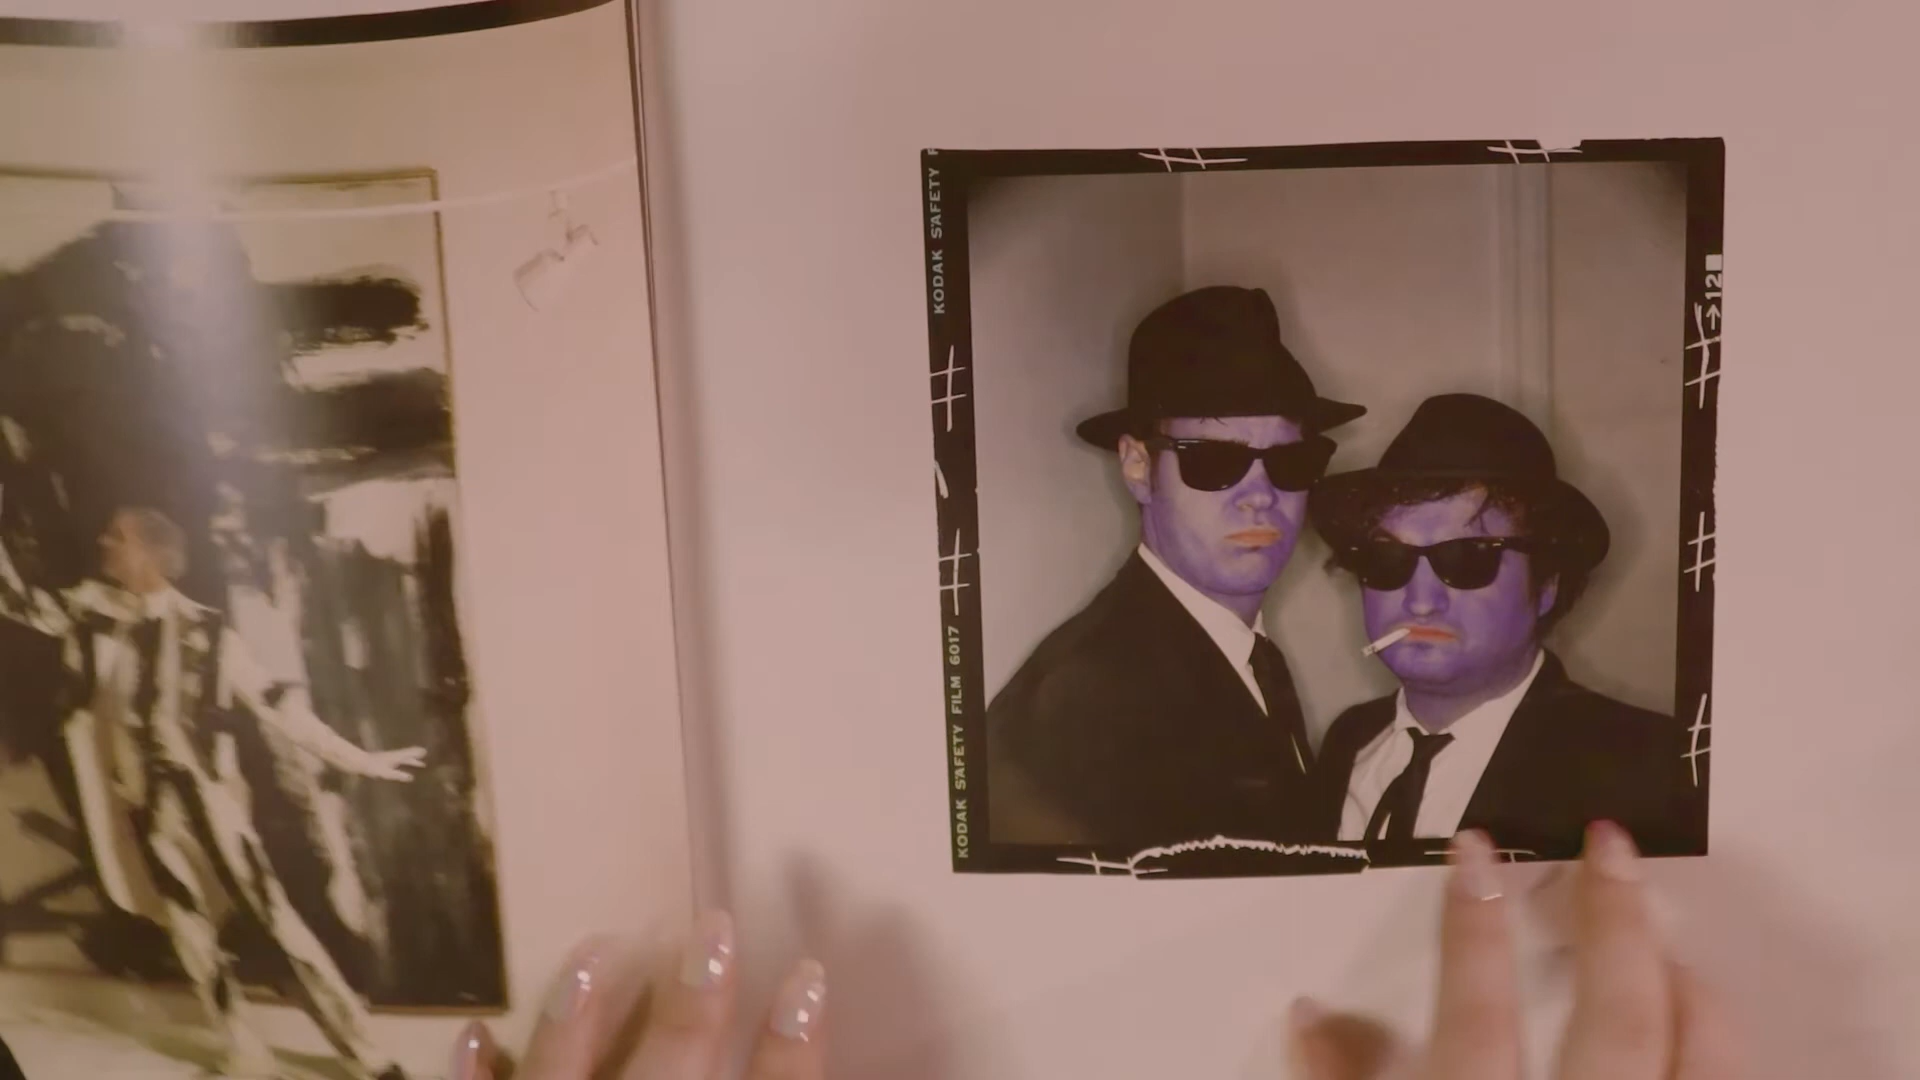 KODAK SAFETY F
KODAK SAFETY FILM 6017
→12